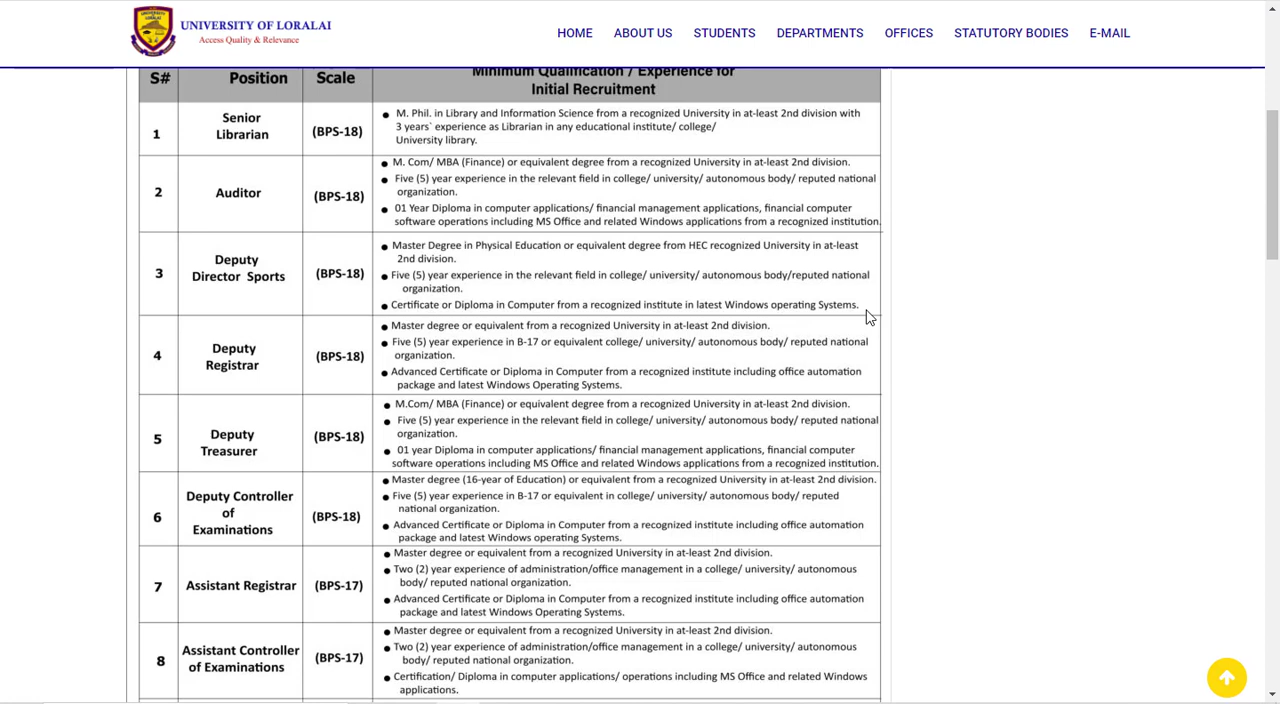 UNIVERSITY OF LORALAI
Access Quality & Relevance
HOME ABOUT US STUDENTS DEPARTMENTS OFFICES STATUTORY BODIES E-MAIL
S# Position Scale Minimum Qualification / Experience for
Initial Recruitment
1 Senior
Librarian (BPS-18)
● M. Phil. in Library and Information Science from a recognized University in at-least 2nd division with
3 years` experience as Librarian in any educational institute/ college/
University library.
2 Auditor (BPS-18)
● M. Com/ MBA (Finance) or equivalent degree from a recognized University in at-least 2nd division.
● Five (5) year experience in the relevant field in college/ university/ autonomous body/ reputed national
organization.
● 01 Year Diploma in computer applications/ financial management applications, financial computer
software operations including MS Office and related Windows applications from a recognized institution.
3 Deputy
Director Sports (BPS-18)
● Master Degree in Physical Education or equivalent degree from HEC recognized University in at-least
2nd division.
● Five (5) year experience in the relevant field in college/ university/ autonomous body/reputed national
organization.
● Certificate or Diploma in Computer from a recognized institute in latest Windows operating Systems.
4 Deputy
Registrar (BPS-18)
● Master degree or equivalent from a recognized University in at-least 2nd division.
● Five (5) year experience in B-17 or equivalent college/ university/ autonomous body/ reputed national
organization.
● Advanced Certificate or Diploma in Computer from a recognized institute including office automation
package and latest Windows Operating Systems.
5 Deputy
Treasurer (BPS-18)
● M.Com/ MBA (Finance) or equivalent degree from a recognized University in at-least 2nd division.
● Five (5) year experience in the relevant field in college/ university/ autonomous body/ reputed national
organization.
● 01 year Diploma in computer applications/ financial management applications, financial computer
software operations including MS Office and related Windows applications from a recognized institution.
6 Deputy Controller
of
Examinations (BPS-18)
● Master degree (16-year of Education) or equivalent from a recognized University in at-least 2nd division.
● Five (5) year experience in B-17 or equivalent in college/ university/ autonomous body/ reputed
national organization.
● Advanced Certificate or Diploma in Computer from a recognized institute including office automation
package and latest Windows operating Systems.
7 Assistant Registrar (BPS-17)
● Master degree or equivalent from a recognized University in at-least 2nd division.
● Two (2) year experience of administration/office management in a college/ university/ autonomous
body/ reputed national organization.
● Advanced Certificate or Diploma in Computer from a recognized institute including office automation
package and latest Windows Operating Systems.
8 Assistant Controller
of Examinations (BPS-17)
● Master degree or equivalent from a recognized University in at-least 2nd division.
● Two (2) year experience of administration/office management in a college/ university/ autonomous
body/ reputed national organization.
● Certification/ Diploma in computer applications/ operations including MS Office and related Windows
applications.